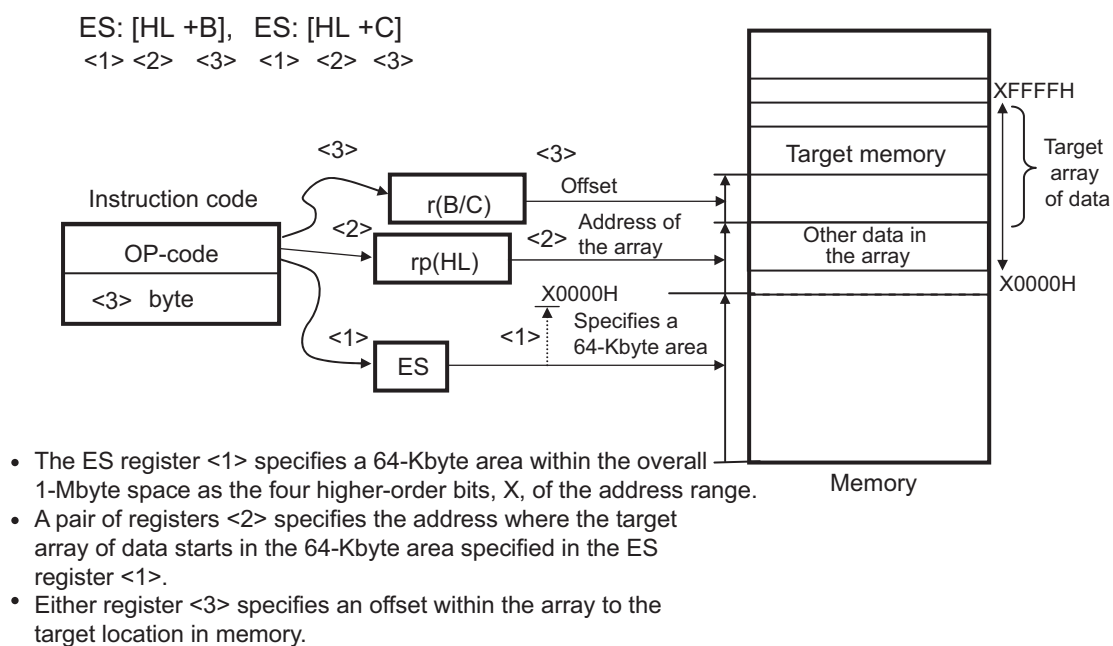 ES: [HL +B], ES: [HL +C]
<1> <2> <3> <1> <2> <3>
XFFFFH
Target
array
of data
Target memory
<3>
<3>
Offset
Instruction code
r(B/C)
OP-code
<2>
<2>
Address of
the array
Other data in
the array
rp(HL)
<3> byte
X0000H
X0000H
<1>
<1>
Specifies a
64-Kbyte area
ES
Memory
• The ES register <1> specifies a 64-Kbyte area within the overall
1-Mbyte space as the four higher-order bits, X, of the address range.
• A pair of registers <2> specifies the address where the target
array of data starts in the 64-Kbyte area specified in the ES
register <1>.
• Either register <3> specifies an offset within the array to the
target location in memory.